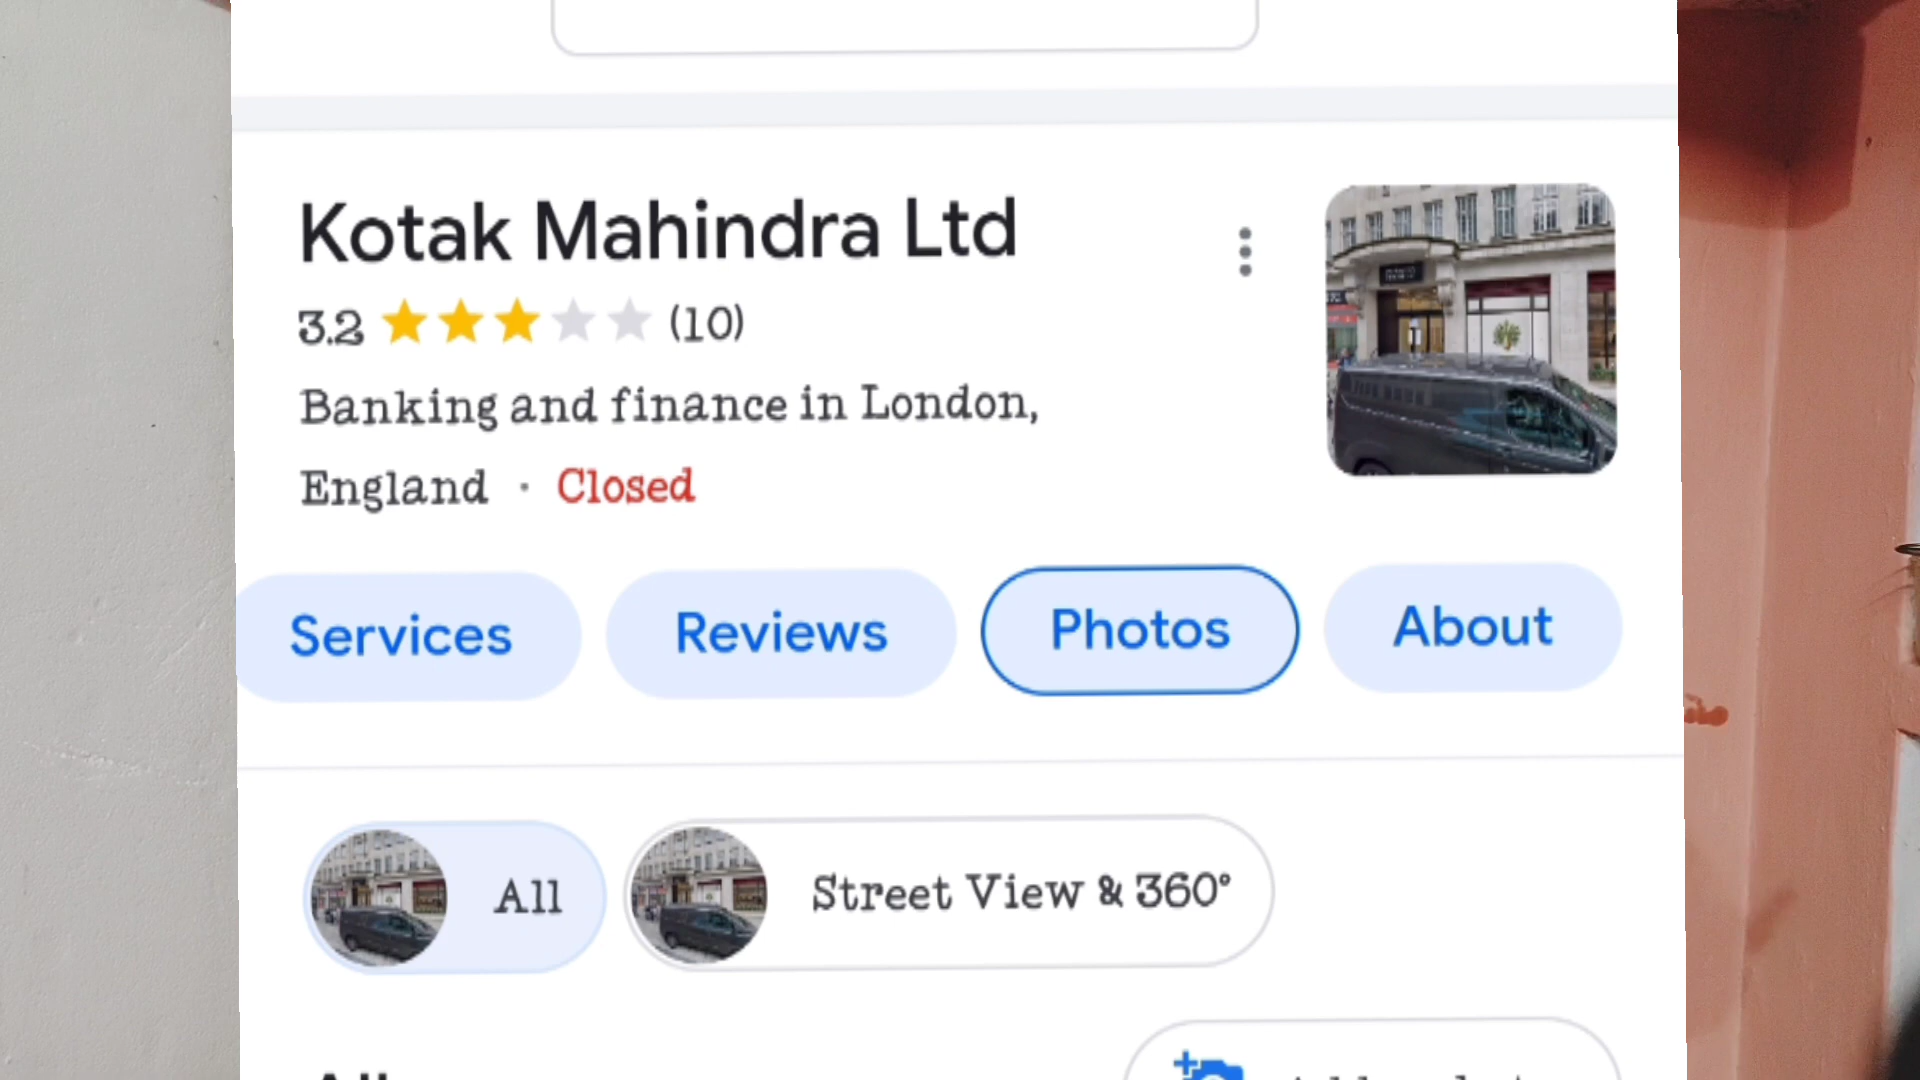 Kotak Mahindra Ltd
3.2 (10)
Banking and finance in London,
England · Closed
Services Reviews Photos About
All Street View & 360°
All